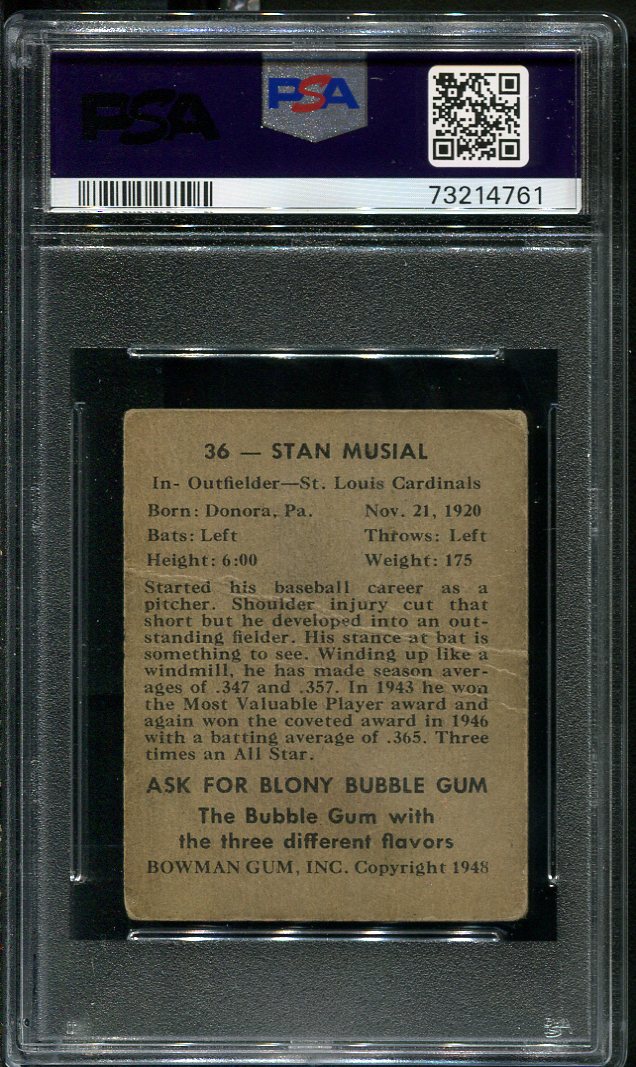 PSA
PSA
73214761
36 — STAN MUSIAL
In- Outfielder—St. Louis Cardinals
Born: Donora, Pa. Nov. 21, 1920
Bats: Left Throws: Left
Height: 6:00 Weight: 175
Started his baseball career as a
pitcher. Shoulder injury cut that
short but he developed into an out-
standing fielder. His stance at bat is
something to see. Winding up like a
windmill, he has made season aver-
ages of .347 and .357. In 1943 he won
the Most Valuable Player award and
again won the coveted award in 1946
with a batting average of .365. Three
times an All Star.
ASK FOR BLONY BUBBLE GUM
The Bubble Gum with
the three different flavors
BOWMAN GUM, INC. Copyright 1948
PSA